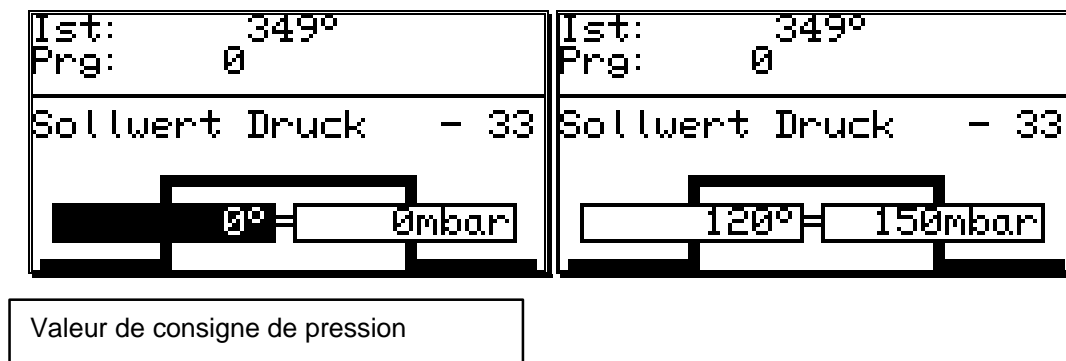 Ist: 349°
Prg: 0
Sollwert Druck - 33
0° = 0mbar
Ist: 349°
Prg: 0
Sollwert Druck - 33
120° = 150mbar
Valeur de consigne de pression